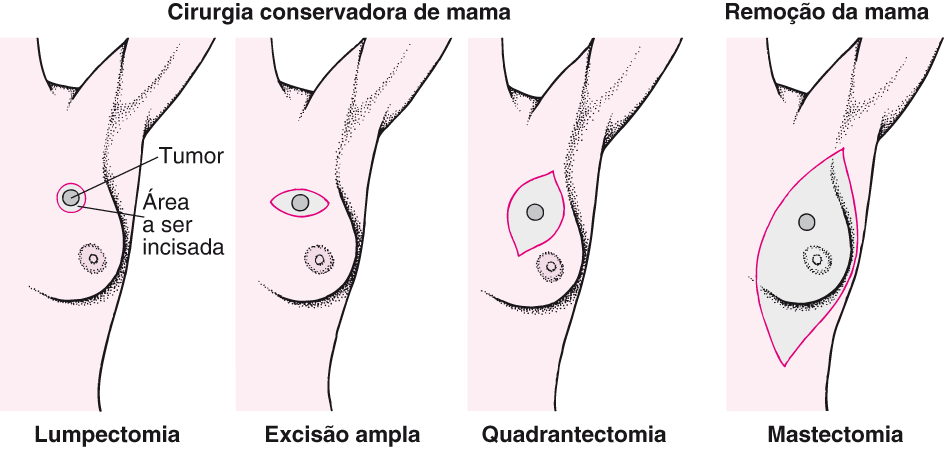 Cirurgia conservadora de mama
Remoção da mama
Tumor
Área
a ser
incisada
Lumpectomia
Excisão ampla
Quadrantectomia
Mastectomia